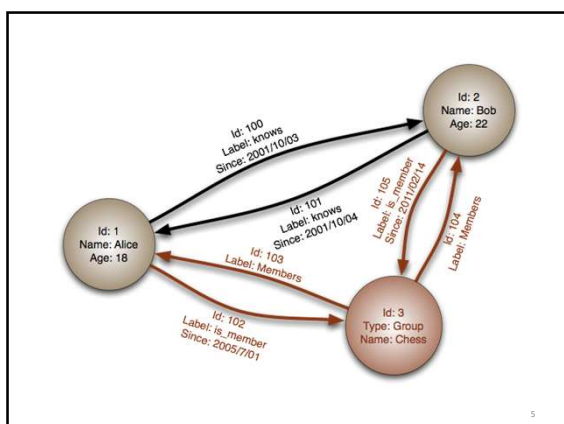 Id: 2
Name: Bob
Age: 22
Id: 100
Label: knows
Since: 2001/10/03
Id: 101
Label: knows
Since: 2001/10/04
Id: 105
Label: is_member
Since: 2011/02/14
Id: 104
Label: Members
Id: 1
Name: Alice
Age: 18
Id: 103
Label: Members
Id: 102
Label: is_member
Since: 2005/7/01
Id: 3
Type: Group
Name: Chess
5